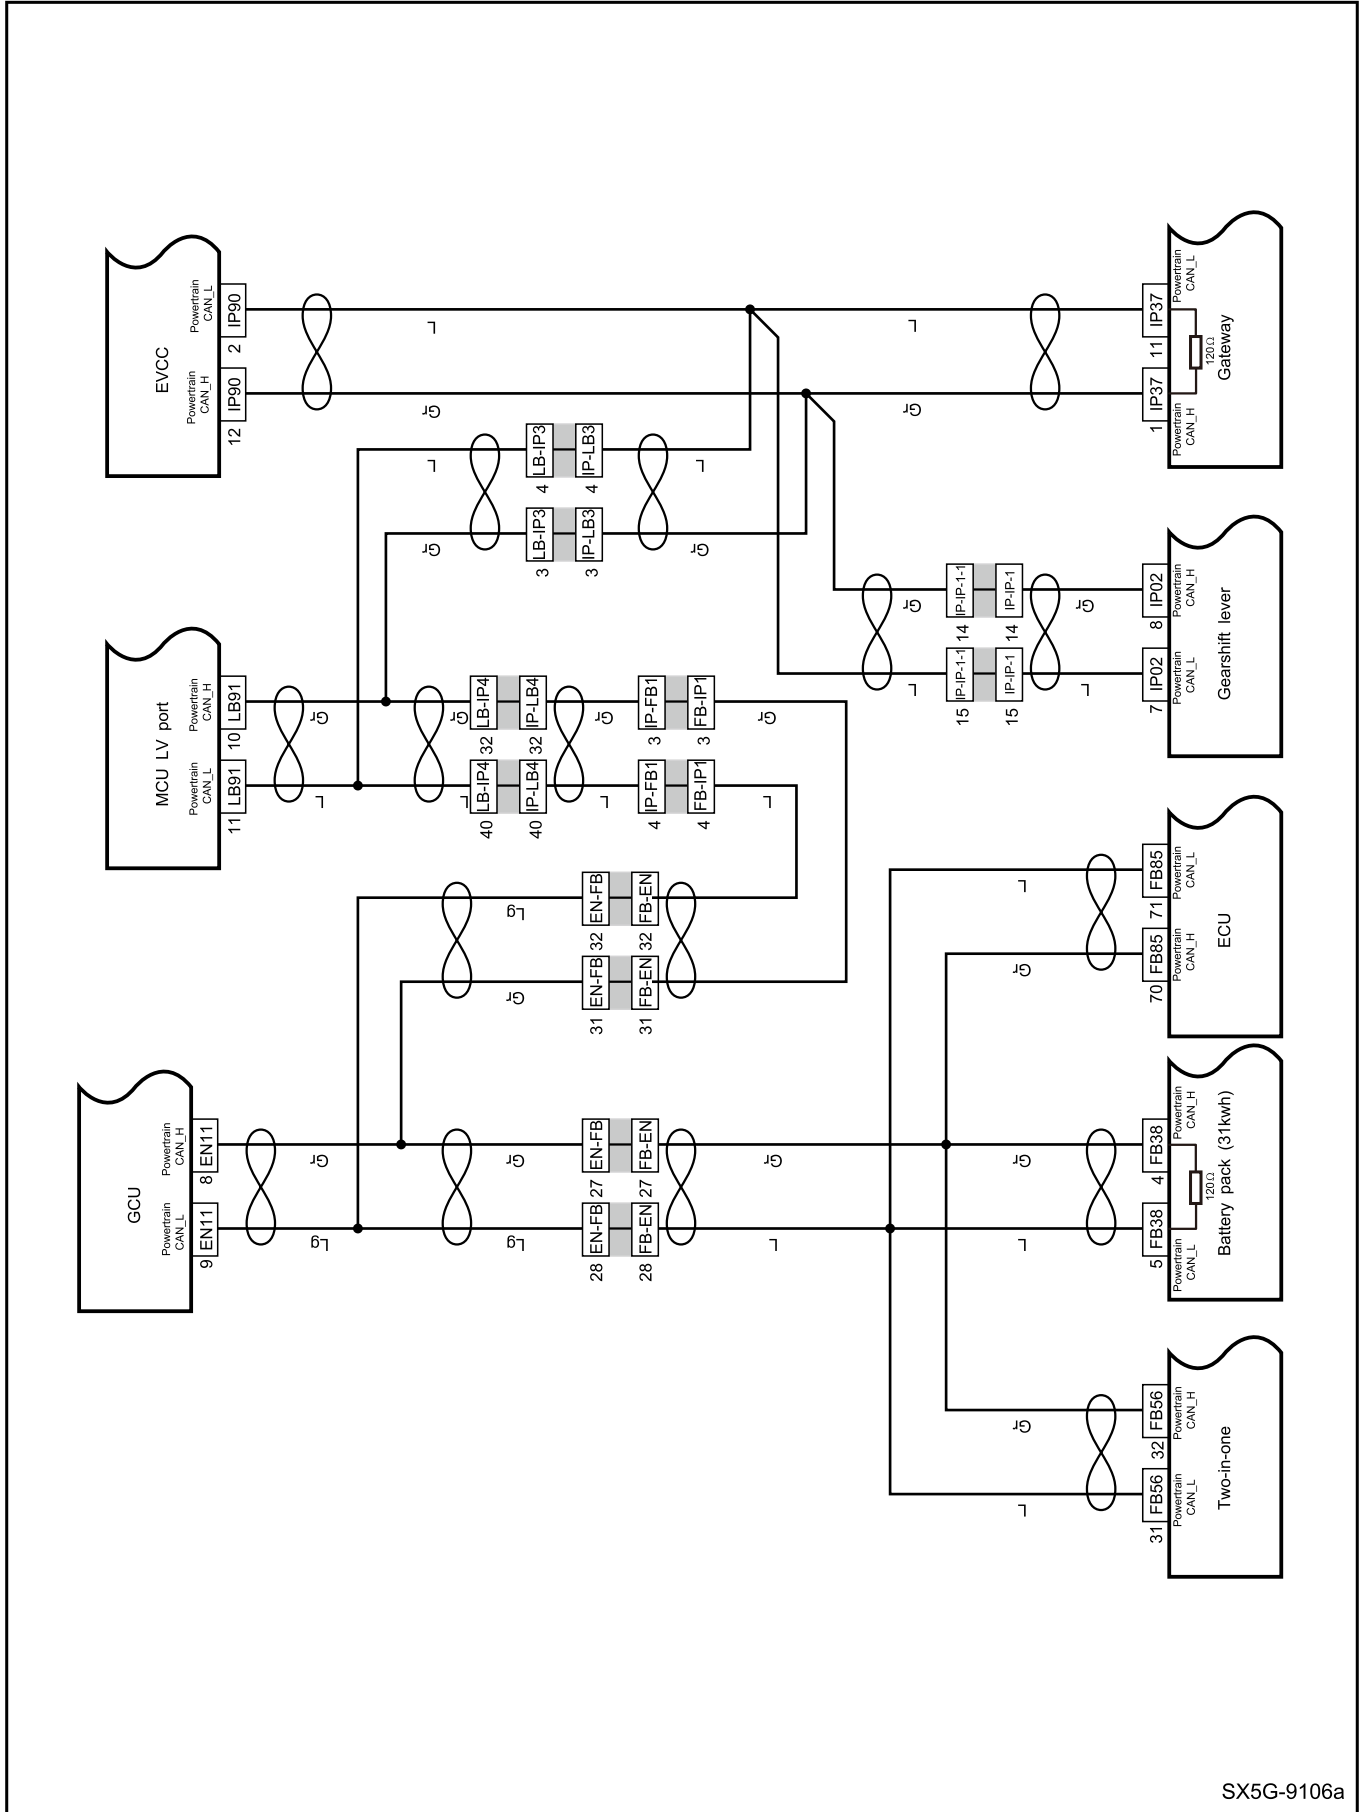 EVCC
Powertrain
CAN_L
2
IP90
Powertrain
CAN_H
12
IP90
L
L
Gr
Gr
Powertrain
CAN_L
11
IP37
120Ω
Gateway
Powertrain
CAN_H
1
IP37
L
LB-IP3
4
IP-LB3
4
L
Gr
LB-IP3
3
IP-LB3
3
Gr
Gr
IP-IP-1-1
14
IP-IP-1
14
Gr
L
IP-IP-1-1
15
IP-IP-1
15
L
Powertrain
CAN_H
8
IP02
Powertrain
CAN_L
7
IP02
Gearshift lever
MCU LV port
Powertrain
CAN_H
10
LB91
Powertrain
CAN_L
11
LB91
Gr
Gr
LB-IP4
32
IP-LB4
32
Gr
IP-FB1
3
FB-IP1
3
Gr
L
L
LB-IP4
40
IP-LB4
40
L
IP-FB1
4
FB-IP1
4
L
Lg
EN-FB
32
FB-EN
32
Gr
EN-FB
31
FB-EN
31
L
Gr
Powertrain
CAN_L
71
FB85
Powertrain
CAN_H
70
FB85
ECU
GCU
Powertrain
CAN_H
8
EN11
Powertrain
CAN_L
9
EN11
Gr
Gr
EN-FB
27
FB-EN
27
Gr
Gr
Lg
Lg
EN-FB
28
FB-EN
28
L
L
Powertrain
CAN_H
4
FB38
120Ω
Battery pack (31kwh)
Powertrain
CAN_L
5
FB38
Gr
L
Powertrain
CAN_H
32
FB56
Powertrain
CAN_L
31
FB56
Two-in-one
SX5G-9106a